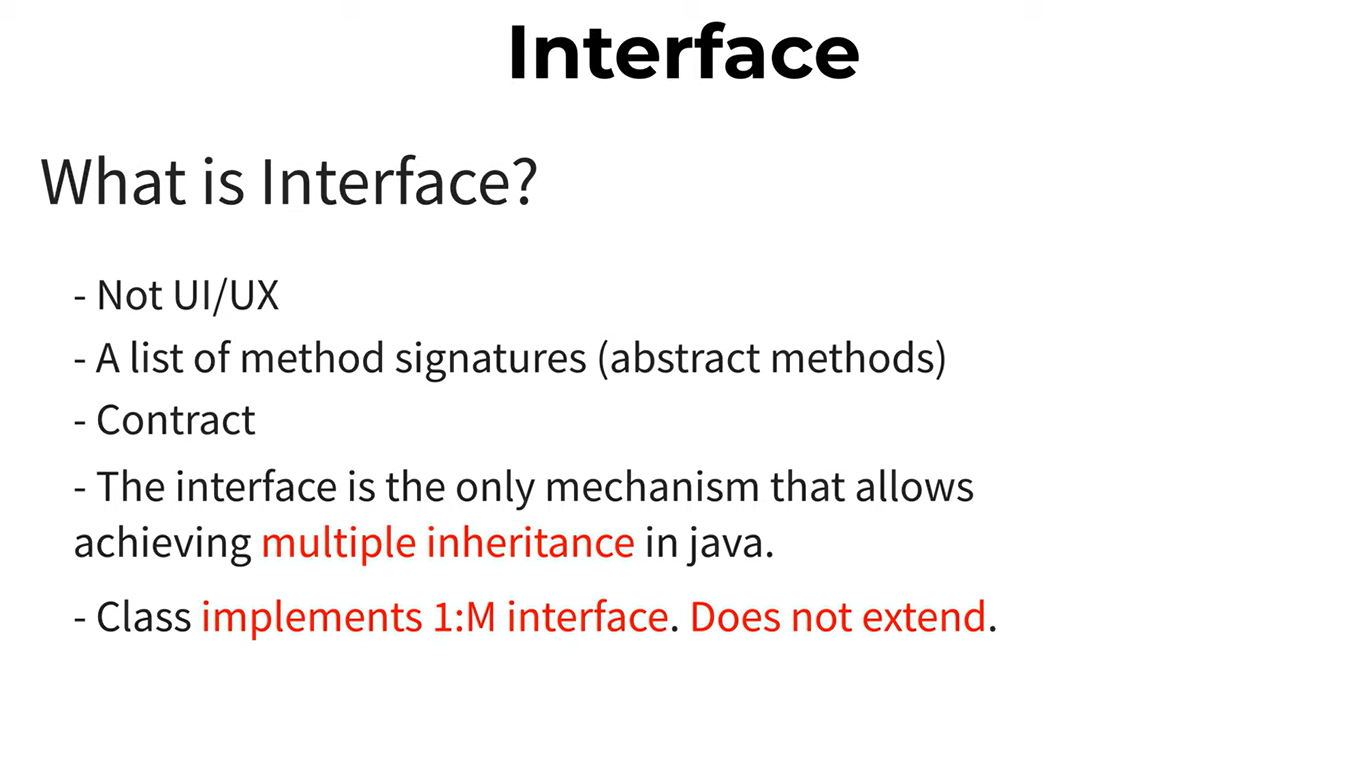 Interface
What is Interface?
- Not UI/UX
- A list of method signatures (abstract methods)
- Contract
- The interface is the only mechanism that allows
achieving multiple inheritance in java.
- Class implements 1:M interface. Does not extend.